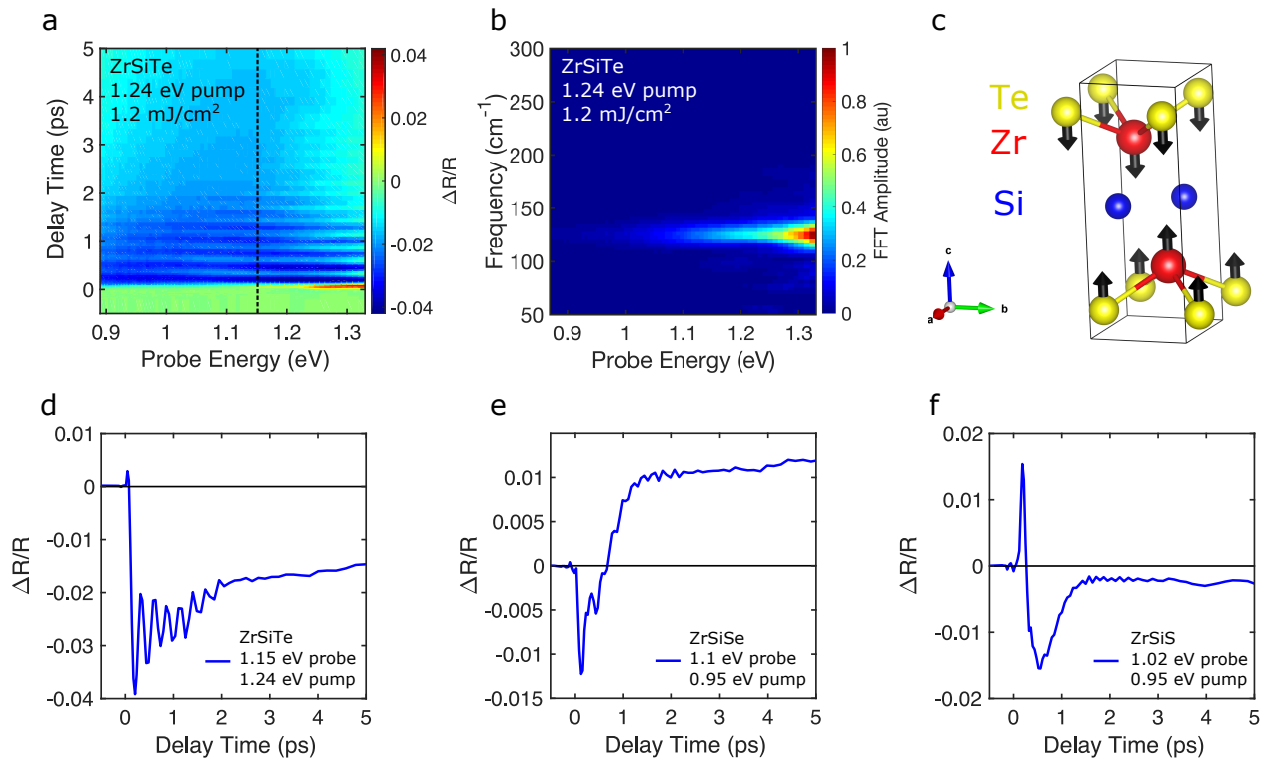 a
ZrSiTe
1.24 eV pump
1.2 mJ/cm²
5
4
3
2
1
0
Delay Time (ps)
0.9 1 1.1 1.2 1.3
Probe Energy (eV)
0.04
0.02
0
-0.02
-0.04
ΔR/R
b
ZrSiTe
1.24 eV pump
1.2 mJ/cm²
300
250
200
150
100
50
Frequency (cm⁻¹)
0.9 1 1.1 1.2 1.3
Probe Energy (eV)
1
0.8
0.6
0.4
0.2
0
FFT Amplitude (au)
c
Te
Zr
Si
c
a
b
d
0.01
0
-0.01
-0.02
-0.03
-0.04
ΔR/R
ZrSiTe
1.15 eV probe
1.24 eV pump
0 1 2 3 4 5
Delay Time (ps)
e
0.01
0.005
0
-0.005
-0.01
-0.015
ΔR/R
ZrSiSe
1.1 eV probe
0.95 eV pump
0 1 2 3 4 5
Delay Time (ps)
f
0.02
0.01
0
-0.01
-0.02
ΔR/R
ZrSiS
1.02 eV probe
0.95 eV pump
0 1 2 3 4 5
Delay Time (ps)